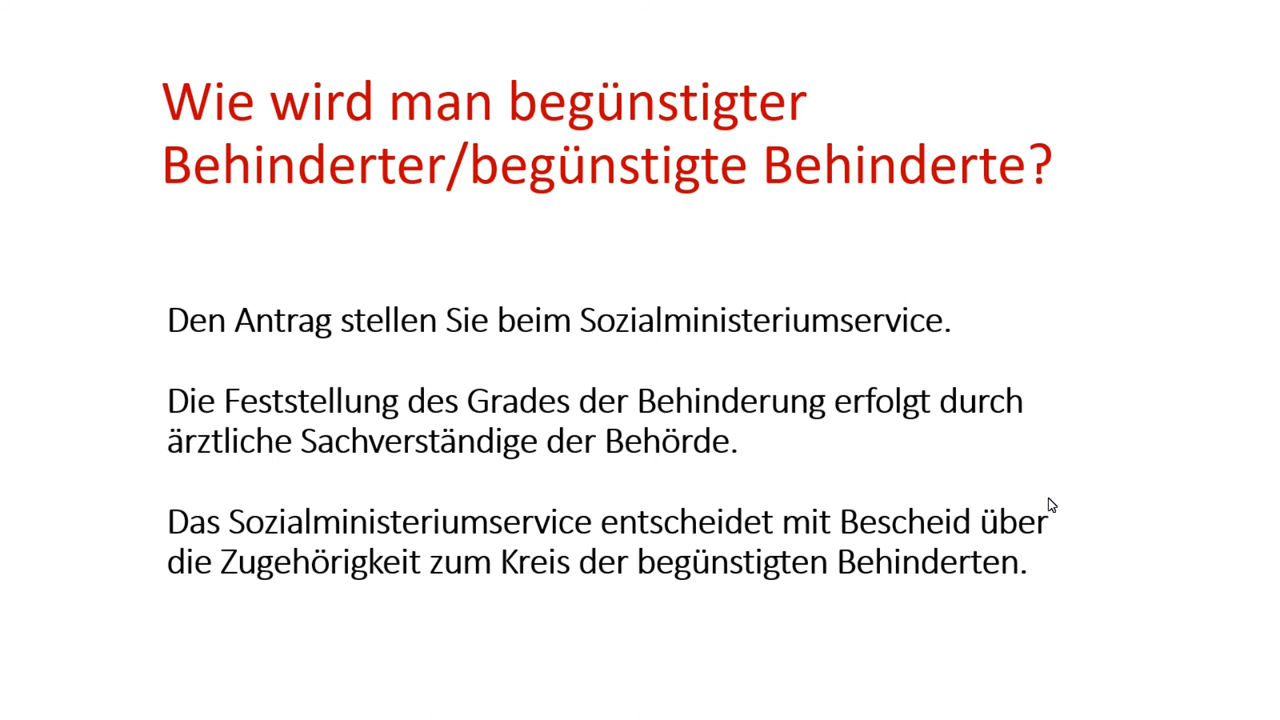 Wie wird man begünstigter
Behinderter/begünstigte Behinderte?
Den Antrag stellen Sie beim Sozialministeriumservice.
Die Feststellung des Grades der Behinderung erfolgt durch
ärztliche Sachverständige der Behörde.
Das Sozialministeriumservice entscheidet mit Bescheid über
die Zugehörigkeit zum Kreis der begünstigten Behinderten.